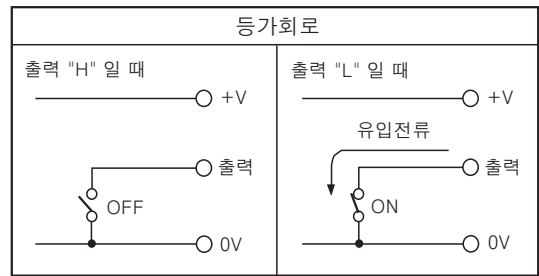 등가회로
출력 "H" 일 때
+V
출력
OFF
0V
출력 "L" 일 때
+V
유입전류
출력
ON
0V